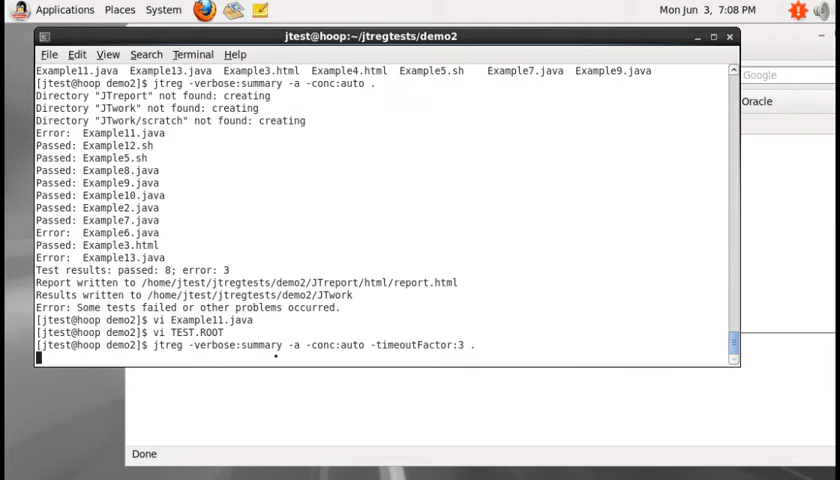 Applications Places System Mon Jun 3, 7:08 PM
jtest@hoop:~/jtregtests/demo2
File Edit View Search Terminal Help
Example11.java Example13.java Example3.html Example4.html Example5.sh Example7.java Example9.java
[jtest@hoop demo2]$ jtreg -verbose:summary -a -conc:auto .
Directory "JTreport" not found: creating
Directory "JTwork" not found: creating
Directory "JTwork/scratch" not found: creating
Error: Example11.java
Passed: Example12.sh
Passed: Example5.sh
Passed: Example8.java
Passed: Example9.java
Passed: Example10.java
Passed: Example2.java
Passed: Example7.java
Error: Example6.java
Passed: Example3.html
Error: Example13.java
Test results: passed: 8; error: 3
Report written to /home/jtest/jtregtests/demo2/JTreport/html/report.html
Results written to /home/jtest/jtregtests/demo2/JTwork
Error: Some tests failed or other problems occurred.
[jtest@hoop demo2]$ vi Example11.java
[jtest@hoop demo2]$ vi TEST.ROOT
[jtest@hoop demo2]$ jtreg -verbose:summary -a -conc:auto -timeoutFactor:3 .
Google
Oracle
Done